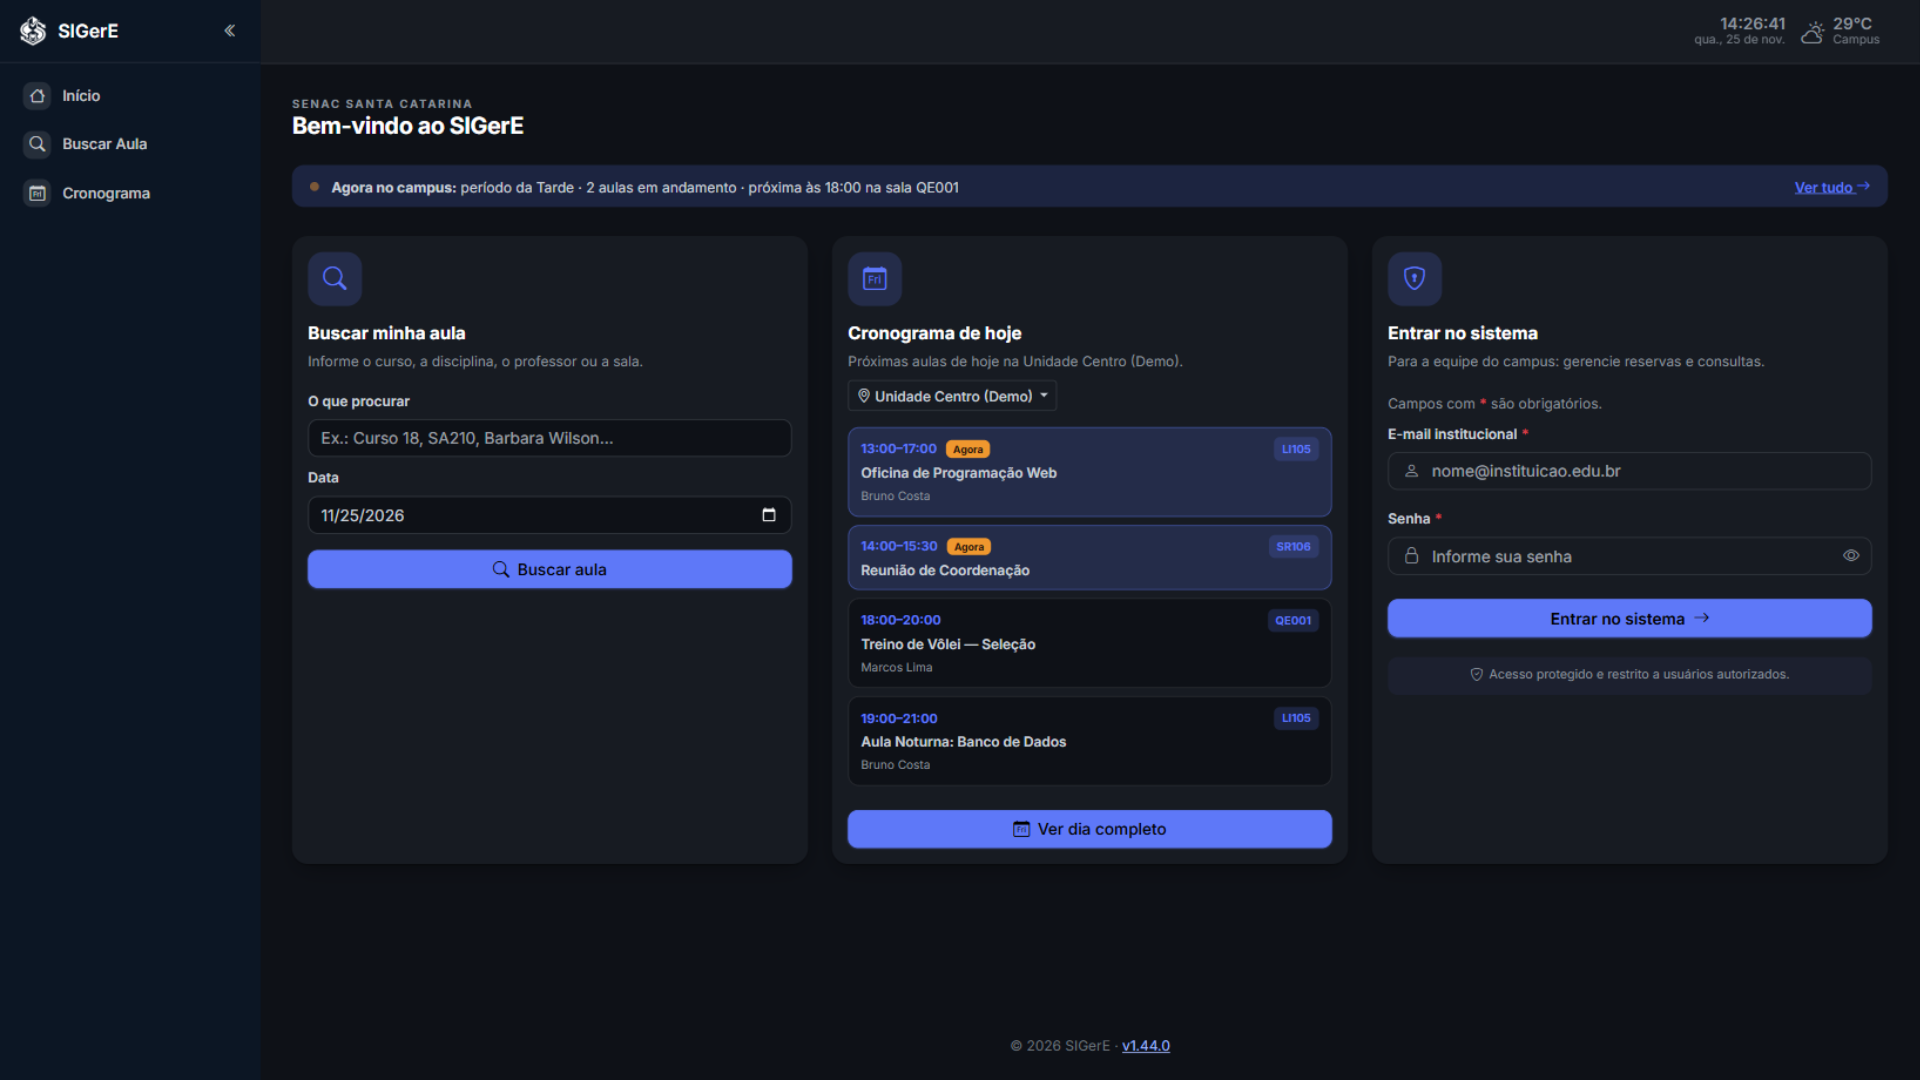 SIGerE
14:26:41
qua., 25 de nov.
29°C
Campus
Início
Buscar Aula
Cronograma
SENAC SANTA CATARINA
Bem-vindo ao SIGerE
Agora no campus: período da Tarde · 2 aulas em andamento · próxima às 18:00 na sala QE001
Ver tudo
Buscar minha aula
Informe o curso, a disciplina, o professor ou a sala.
O que procurar
Ex.: Curso 18, SA210, Barbara Wilson...
Data
11/25/2026
Buscar aula
Fri
Cronograma de hoje
Próximas aulas de hoje na Unidade Centro (Demo).
Unidade Centro (Demo)
13:00–17:00 Agora LI105
Oficina de Programação Web
Bruno Costa
14:00–15:30 Agora SR106
Reunião de Coordenação
18:00–20:00 QE001
Treino de Vôlei — Seleção
Marcos Lima
19:00–21:00 LI105
Aula Noturna: Banco de Dados
Bruno Costa
Ver dia completo
Entrar no sistema
Para a equipe do campus: gerencie reservas e consultas.
Campos com * são obrigatórios.
E-mail institucional *
nome@instituicao.edu.br
Senha *
Informe sua senha
Entrar no sistema
Acesso protegido e restrito a usuários autorizados.
© 2026 SIGerE · v1.44.0